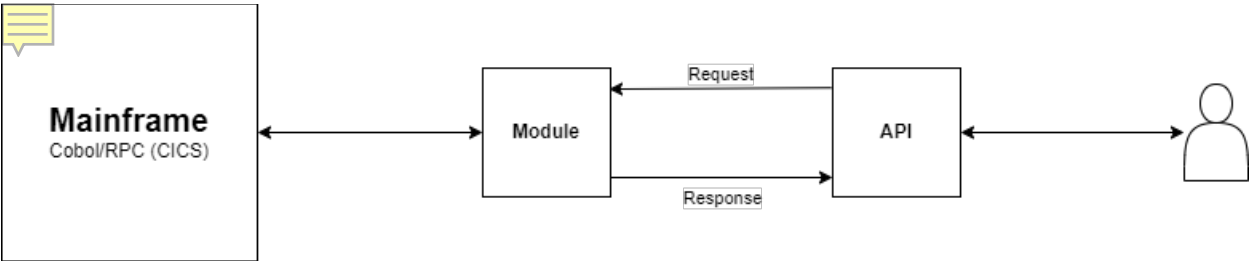 Mainframe
Cobol/RPC (CICS)
Module
Request
Response
API